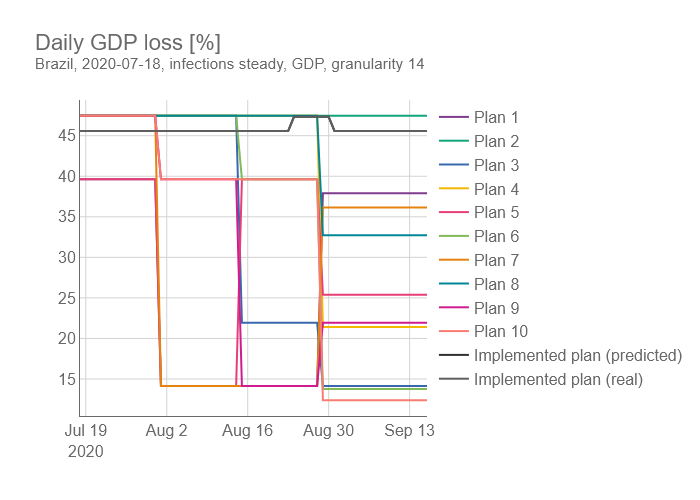 Daily GDP loss [%]
Brazil, 2020-07-18, infections steady, GDP, granularity 14
45
40
35
30
25
20
15
Jul 19
2020
Aug 2
Aug 16
Aug 30
Sep 13
Plan 1
Plan 2
Plan 3
Plan 4
Plan 5
Plan 6
Plan 7
Plan 8
Plan 9
Plan 10
Implemented plan (predicted)
Implemented plan (real)